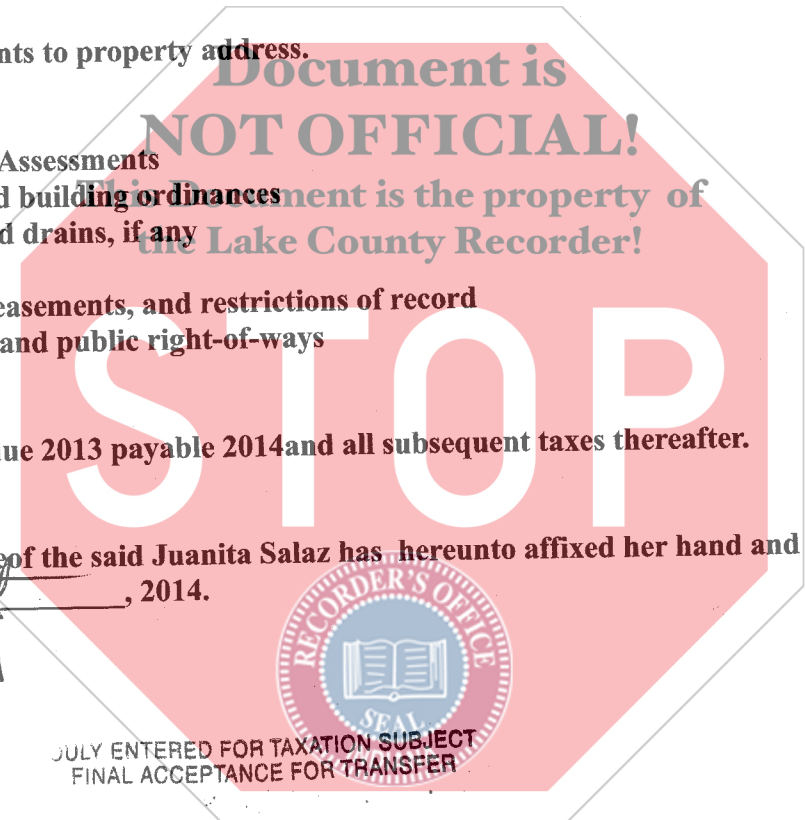 nts to property address.
Document is
NOT OFFICIAL!
Assessments
This Document is the property of
d building ordinances
the Lake County Recorder!
d drains, if any
easements, and restrictions of record
and public right-of-ways
STOP
ue 2013 payable 2014and all subsequent taxes thereafter.
of the said Juanita Salaz has hereunto affixed her hand and
, 2014.
RECORDER'S OFFICE
SEAL
ULY ENTERED FOR TAXATION SUBJECT
FINAL ACCEPTANCE FOR TRANSFER